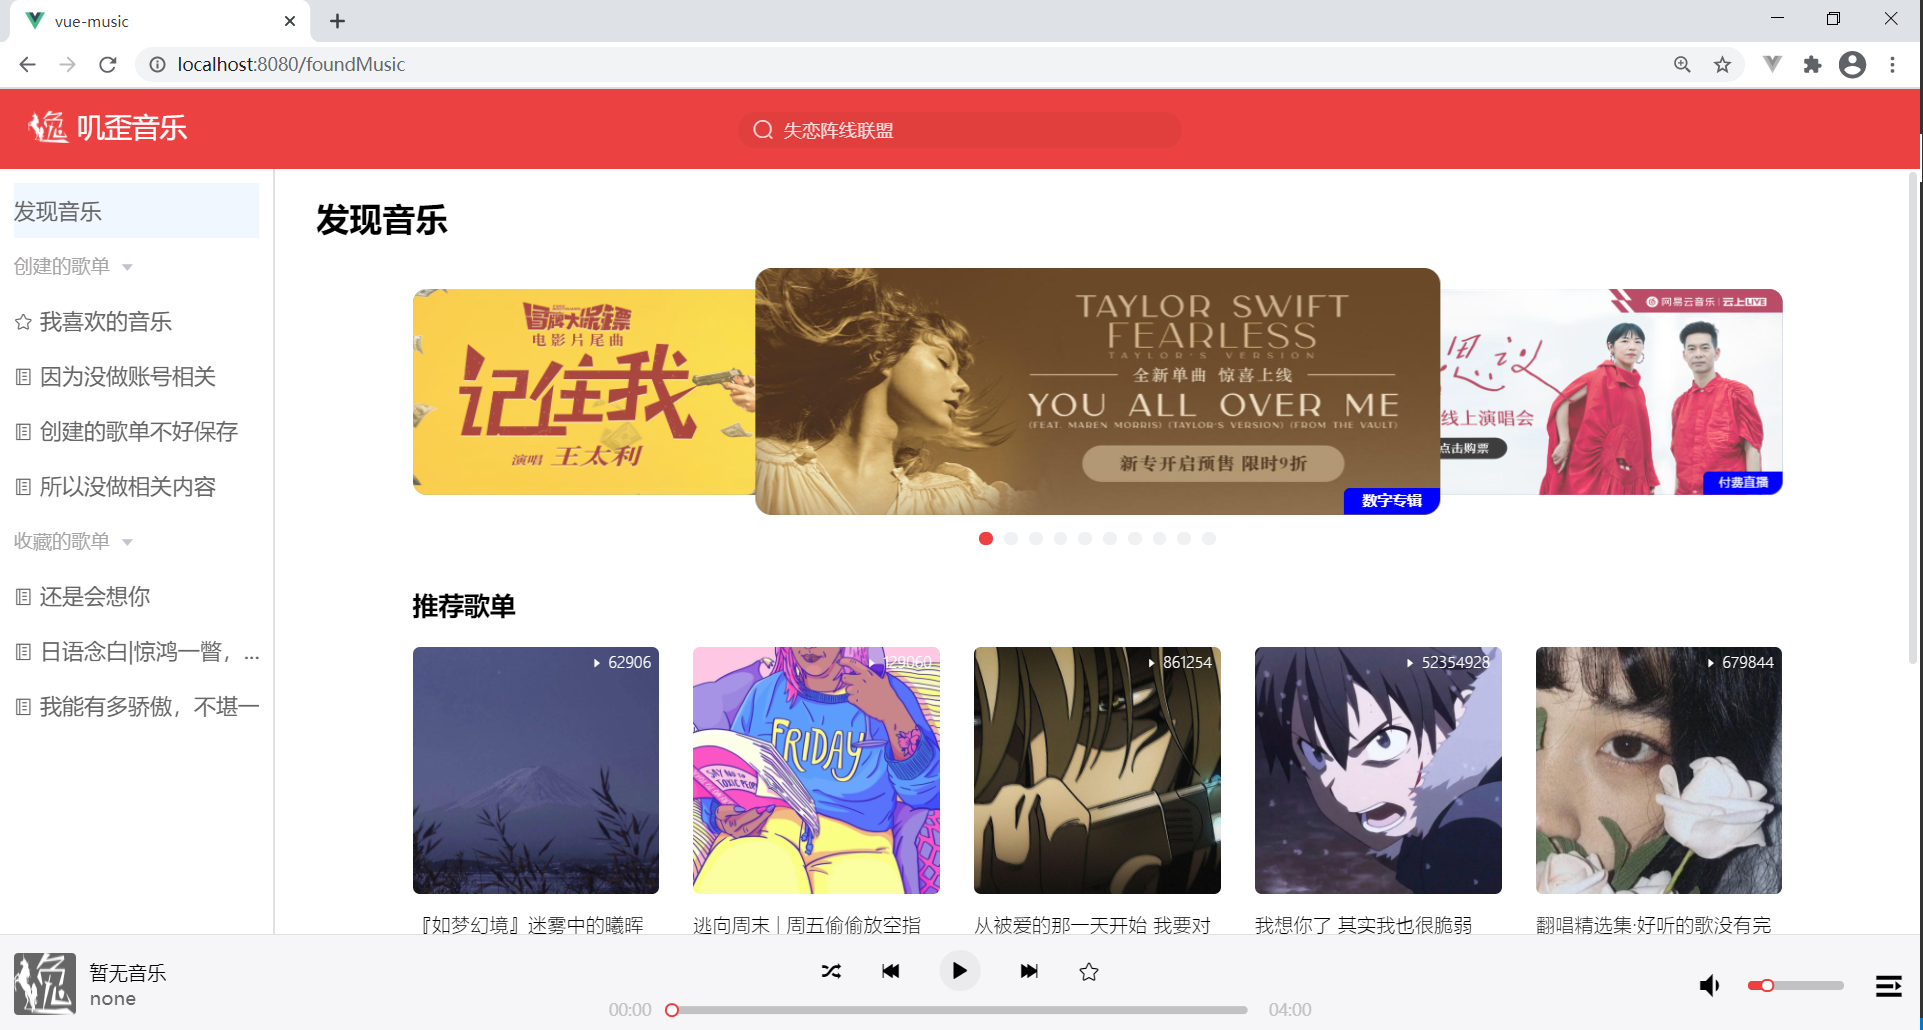 vue-music
localhost:8080/foundMusic
叽歪音乐
失恋阵线联盟
发现音乐
创建的歌单
我喜欢的音乐
因为没做账号相关
创建的歌单不好保存
所以没做相关内容
收藏的歌单
还是会想你
日语念白|惊鸿一瞥，...
我能有多骄傲，不堪一
发现音乐
冒牌大保镖
电影片尾曲
记住我
演唱 王太利
TAYLOR SWIFT
FEARLESS
TAYLOR'S VERSION
全新单曲 惊喜上线
YOU ALL OVER ME
(FEAT. MAREN MORRIS) (TAYLOR'S VERSION) (FROM THE VAULT)
新专开启预售 限时9折
数字专辑
网易云音乐 | 云上LIVE
思议
线上演唱会
点击购票
付费直播
推荐歌单
62906
129060
861254
52354928
679844
FRIDAY
SAY NO TO
TOXIC PEOP
『如梦幻境』迷雾中的曦晖
逃向周末 | 周五偷偷放空指
从被爱的那一天开始 我要对
我想你了 其实我也很脆弱
翻唱精选集·好听的歌没有完
暂无音乐
none
00:00
04:00